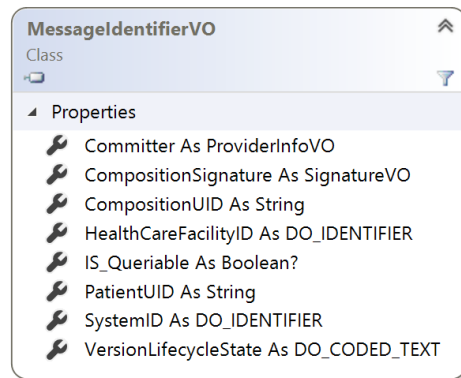 MessageIdentifierVO
Class
Properties
Committer As ProviderInfoVO
CompositionSignature As SignatureVO
CompositionUID As String
HealthCareFacilityID As DO_IDENTIFIER
IS_Queriable As Boolean?
PatientUID As String
SystemID As DO_IDENTIFIER
VersionLifecycleState As DO_CODED_TEXT